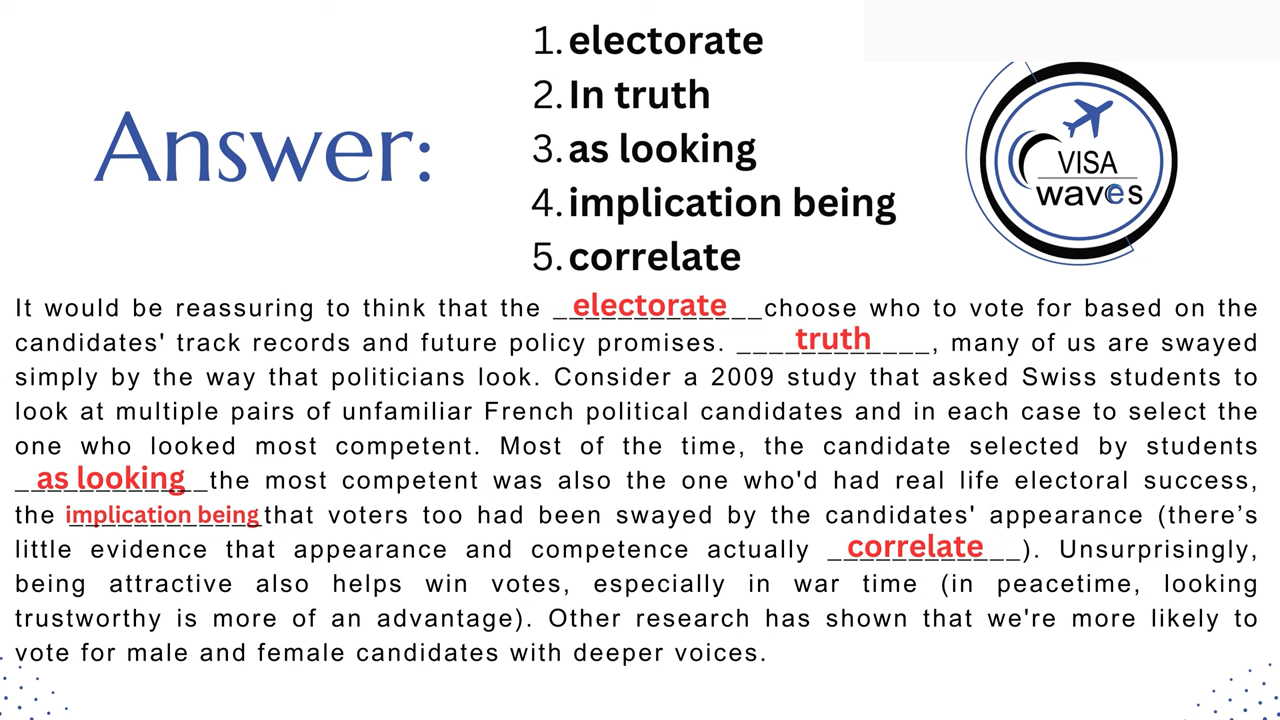 1. electorate
2. In truth
3. as looking
4. implication being
5. correlate
Answer:
VISA
waves
It would be reassuring to think that the _electorate_ choose who to vote for based on the
candidates' track records and future policy promises. _truth_, many of us are swayed
simply by the way that politicians look. Consider a 2009 study that asked Swiss students to
look at multiple pairs of unfamiliar French political candidates and in each case to select the
one who looked most competent. Most of the time, the candidate selected by students
_as looking_ the most competent was also the one who'd had real life electoral success,
the implication being that voters too had been swayed by the candidates' appearance (there’s
little evidence that appearance and competence actually _correlate_). Unsurprisingly,
being attractive also helps win votes, especially in war time (in peacetime, looking
trustworthy is more of an advantage). Other research has shown that we're more likely to
vote for male and female candidates with deeper voices.